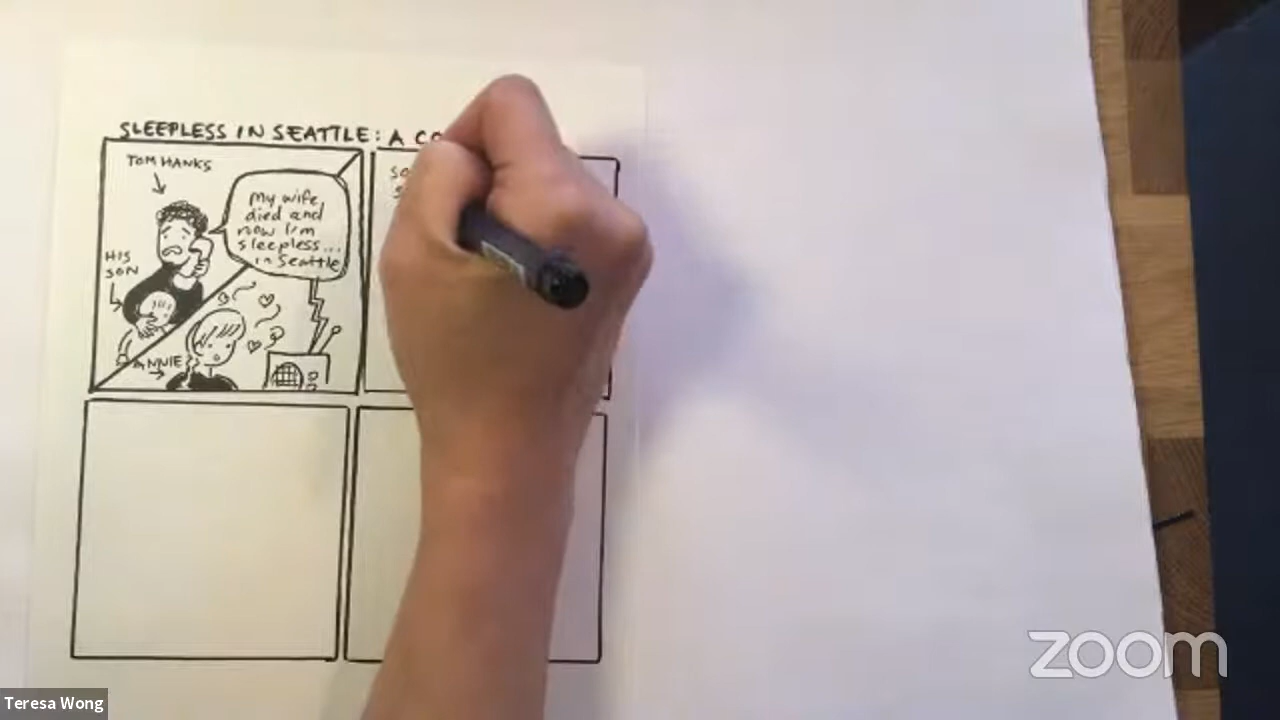 SLEEPLESS IN SEATTLE: A
TOM HANKS
My wife
died and
now I'm
sleepless...
in Seattle
HIS
SON
ANNIE
zoom
Teresa Wong